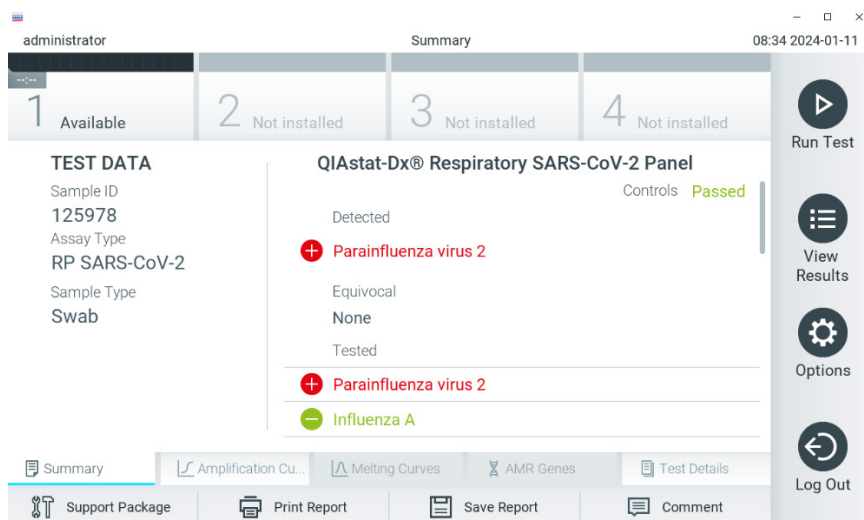 administrator Summary 08:34 2024-01-11
--:--
1 Available 2 Not installed 3 Not installed 4 Not installed
Run Test
TEST DATA QIAstat-Dx® Respiratory SARS-CoV-2 Panel
Controls Passed
Sample ID
125978
Detected
Assay Type
RP SARS-CoV-2
Parainfluenza virus 2
View
Results
Sample Type
Swab
Equivocal
None
Tested
Options
Parainfluenza virus 2
Influenza A
Summary Amplification Cu... Melting Curves AMR Genes Test Details
Log Out
Support Package Print Report Save Report Comment